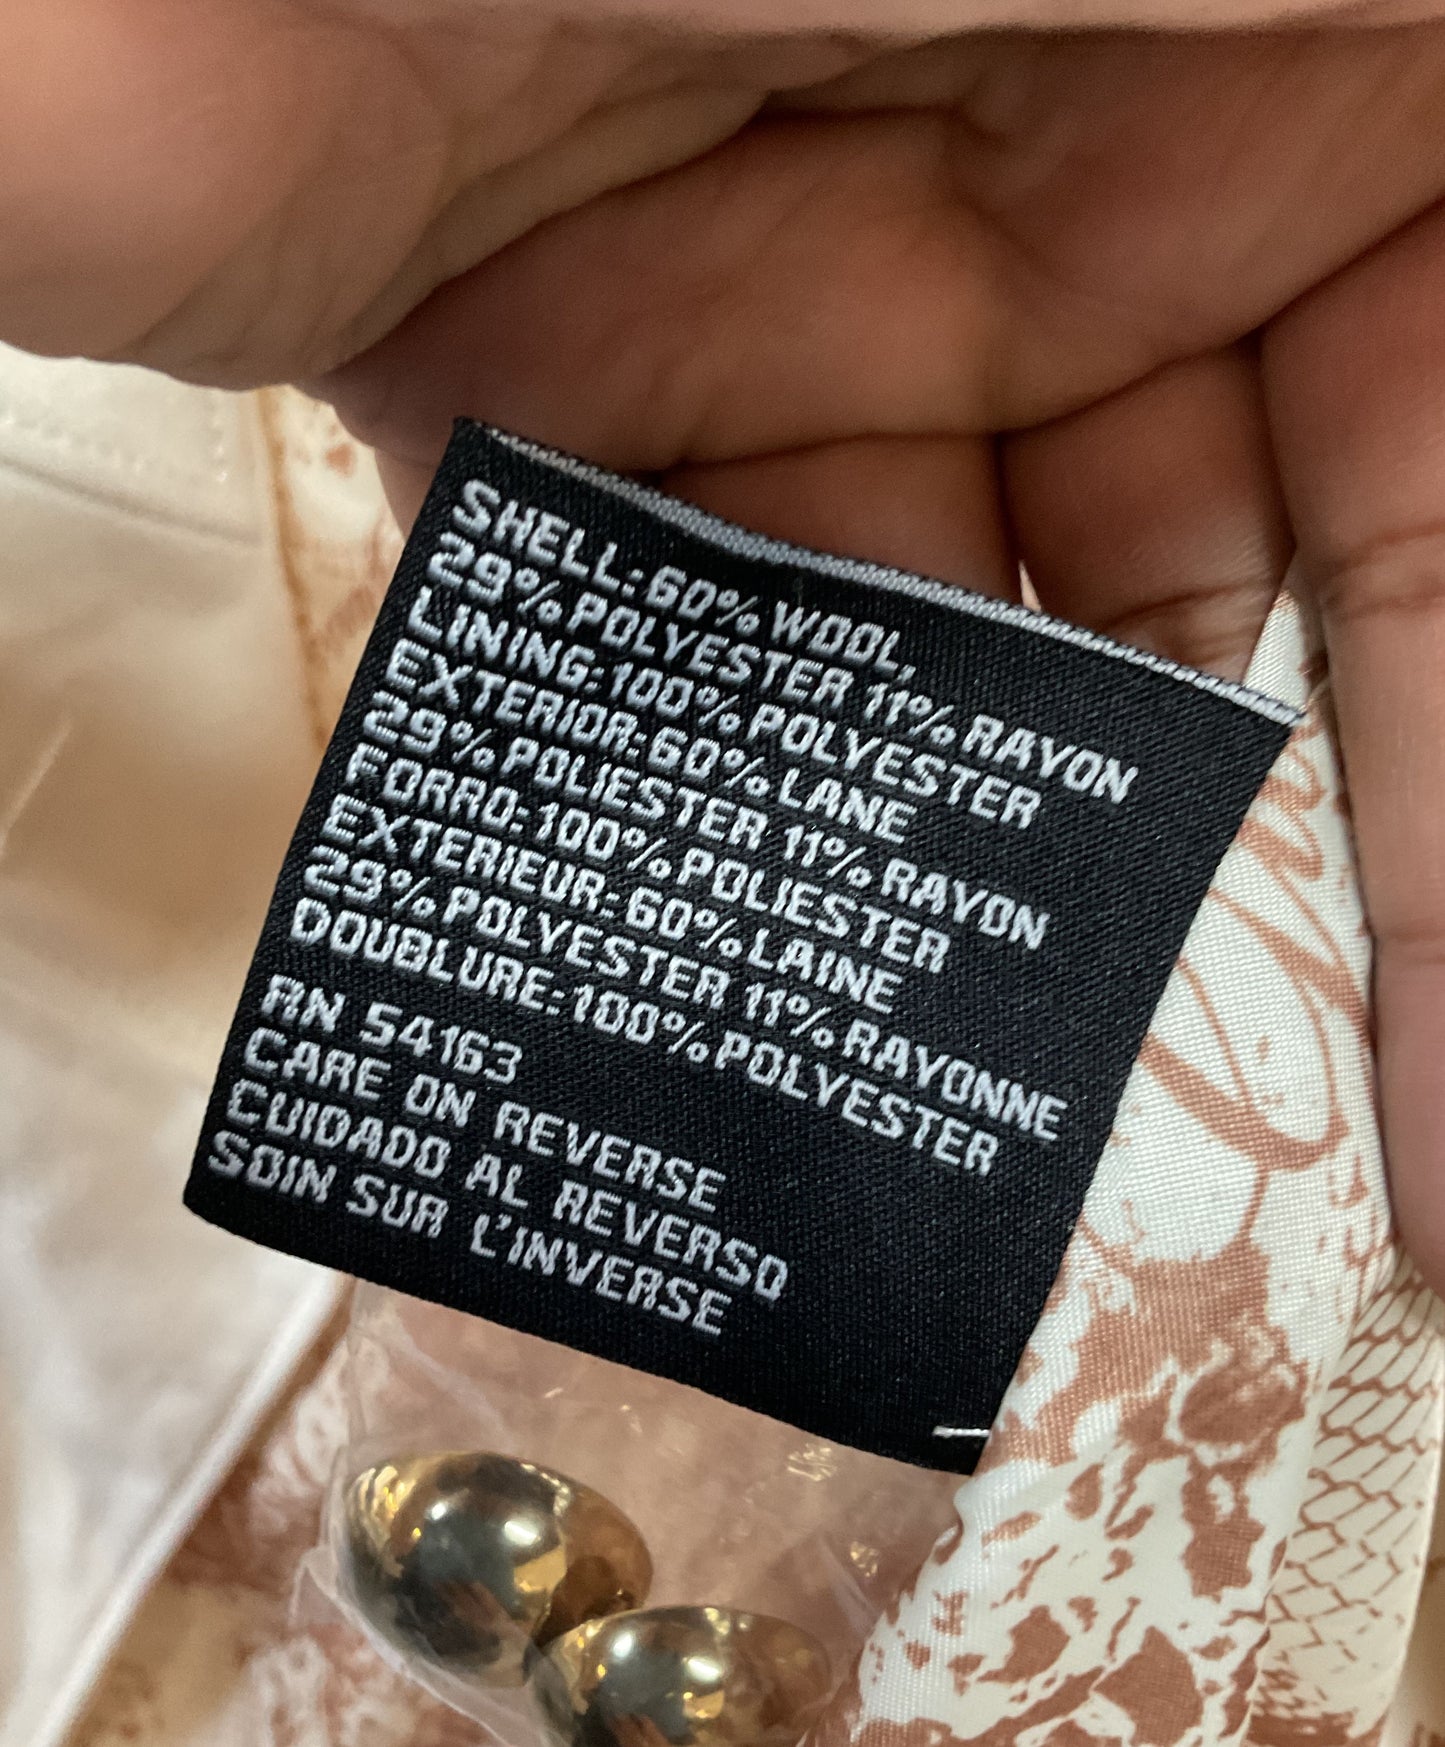 SHELL: 60% WOOL,
29% POLYESTER 11% RAYON
LINING: 100% POLYESTER
EXTERIOR: 60% LANE
29% POLIESTER 11% RAYON
FORRO: 100% POLIESTER
EXTERIEUR: 60% LAINE
29% POLYESTER 11% RAYONNE
DOUBLURE: 100% POLYESTER
RN 54163
CARE ON REVERSE
CUIDADO AL REVERSO
SOIN SUR L'INVERSE